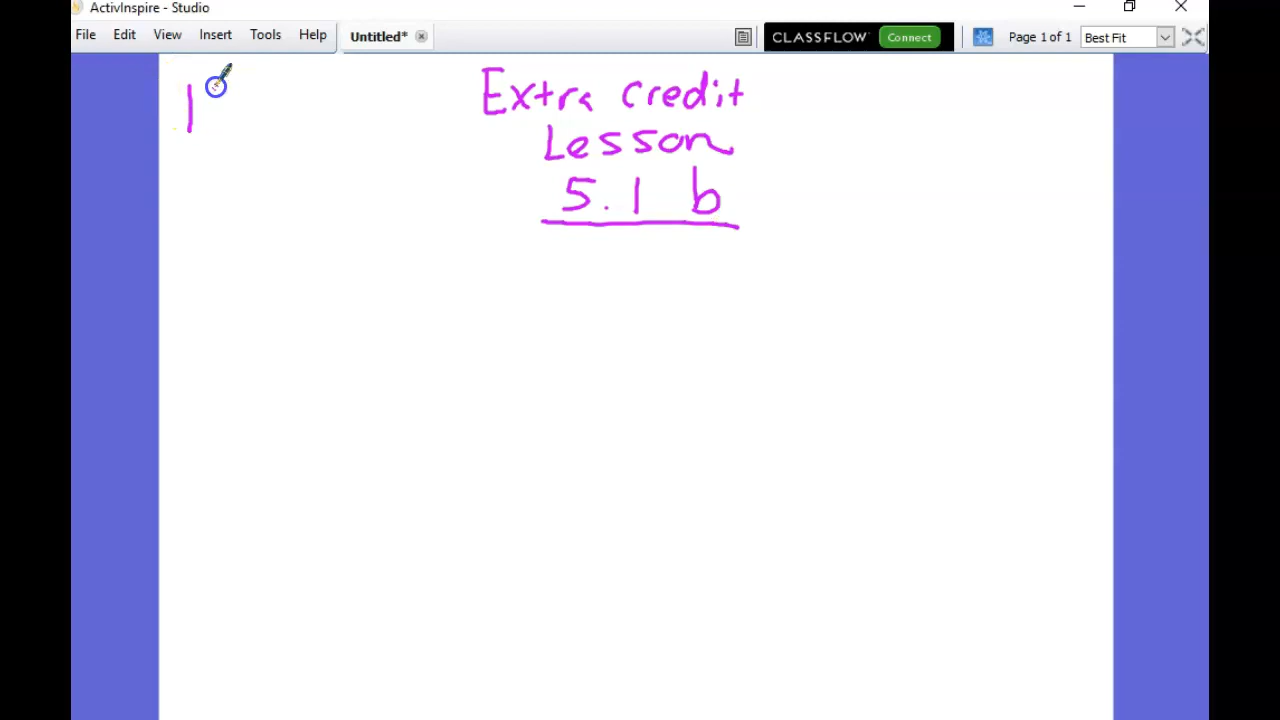 ActivInspire - Studio
File Edit View Insert Tools Help Untitled* CLASSFLOW Connect Page 1 of 1 Best Fit
Extra credit
Lesson
5.1 b